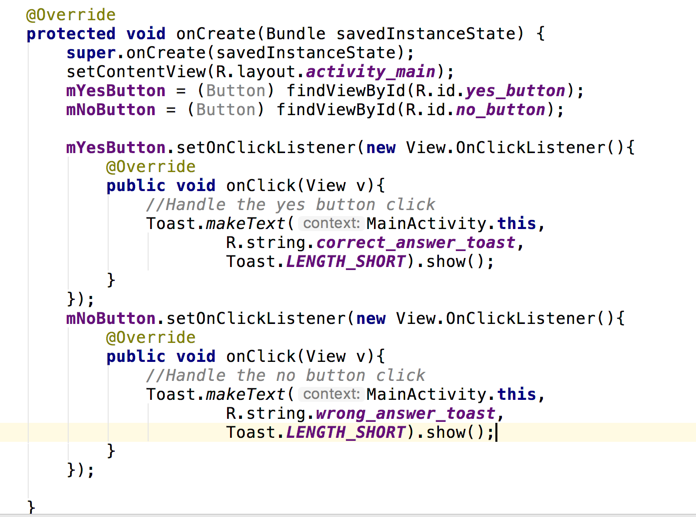 @Override
protected void onCreate(Bundle savedInstanceState) {
    super.onCreate(savedInstanceState);
    setContentView(R.layout.activity_main);
    mYesButton = (Button) findViewById(R.id.yes_button);
    mNoButton = (Button) findViewById(R.id.no_button);

    mYesButton.setOnClickListener(new View.OnClickListener(){
        @Override
        public void onClick(View v){
            //Handle the yes button click
            Toast.makeText( context: MainActivity.this,
                    R.string.correct_answer_toast,
                    Toast.LENGTH_SHORT).show();
        }
    });
    mNoButton.setOnClickListener(new View.OnClickListener(){
        @Override
        public void onClick(View v){
            //Handle the no button click
            Toast.makeText( context: MainActivity.this,
                    R.string.wrong_answer_toast,
                    Toast.LENGTH_SHORT).show();
        }
    });

}